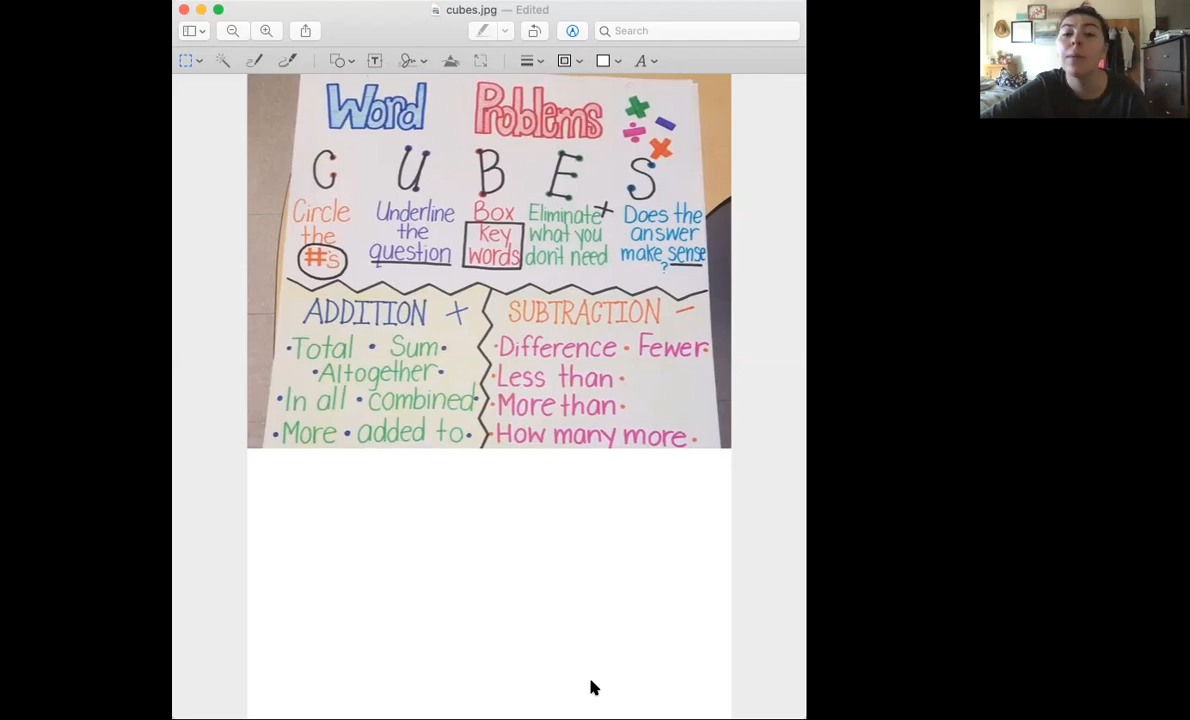 cubes.jpg — Edited
Search
Word Problems
C U B E S
Circle the #'s
Underline the question
Box key words
Eliminate what you don't need
Does the answer make sense ?
ADDITION +
• Total • Sum •
• Altogether •
• In all • combined •
• More • added to •
SUBTRACTION −
• Difference • Fewer •
• Less than •
• More than •
• How many more •